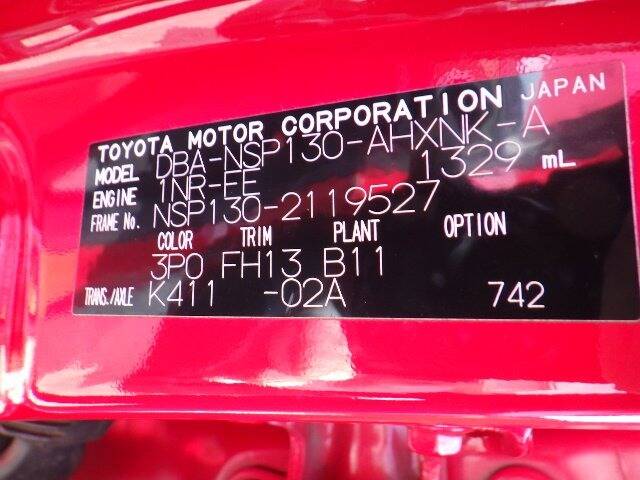 TOYOTA MOTOR CORPORATION JAPAN
MODEL DBA-NSP130-AHXNK-A
ENGINE 1NR-EE 1329 mL
FRAME No. NSP130-2119527
COLOR TRIM PLANT OPTION
3P0 FH13 B11
TRANS./AXLE K411 -02A 742